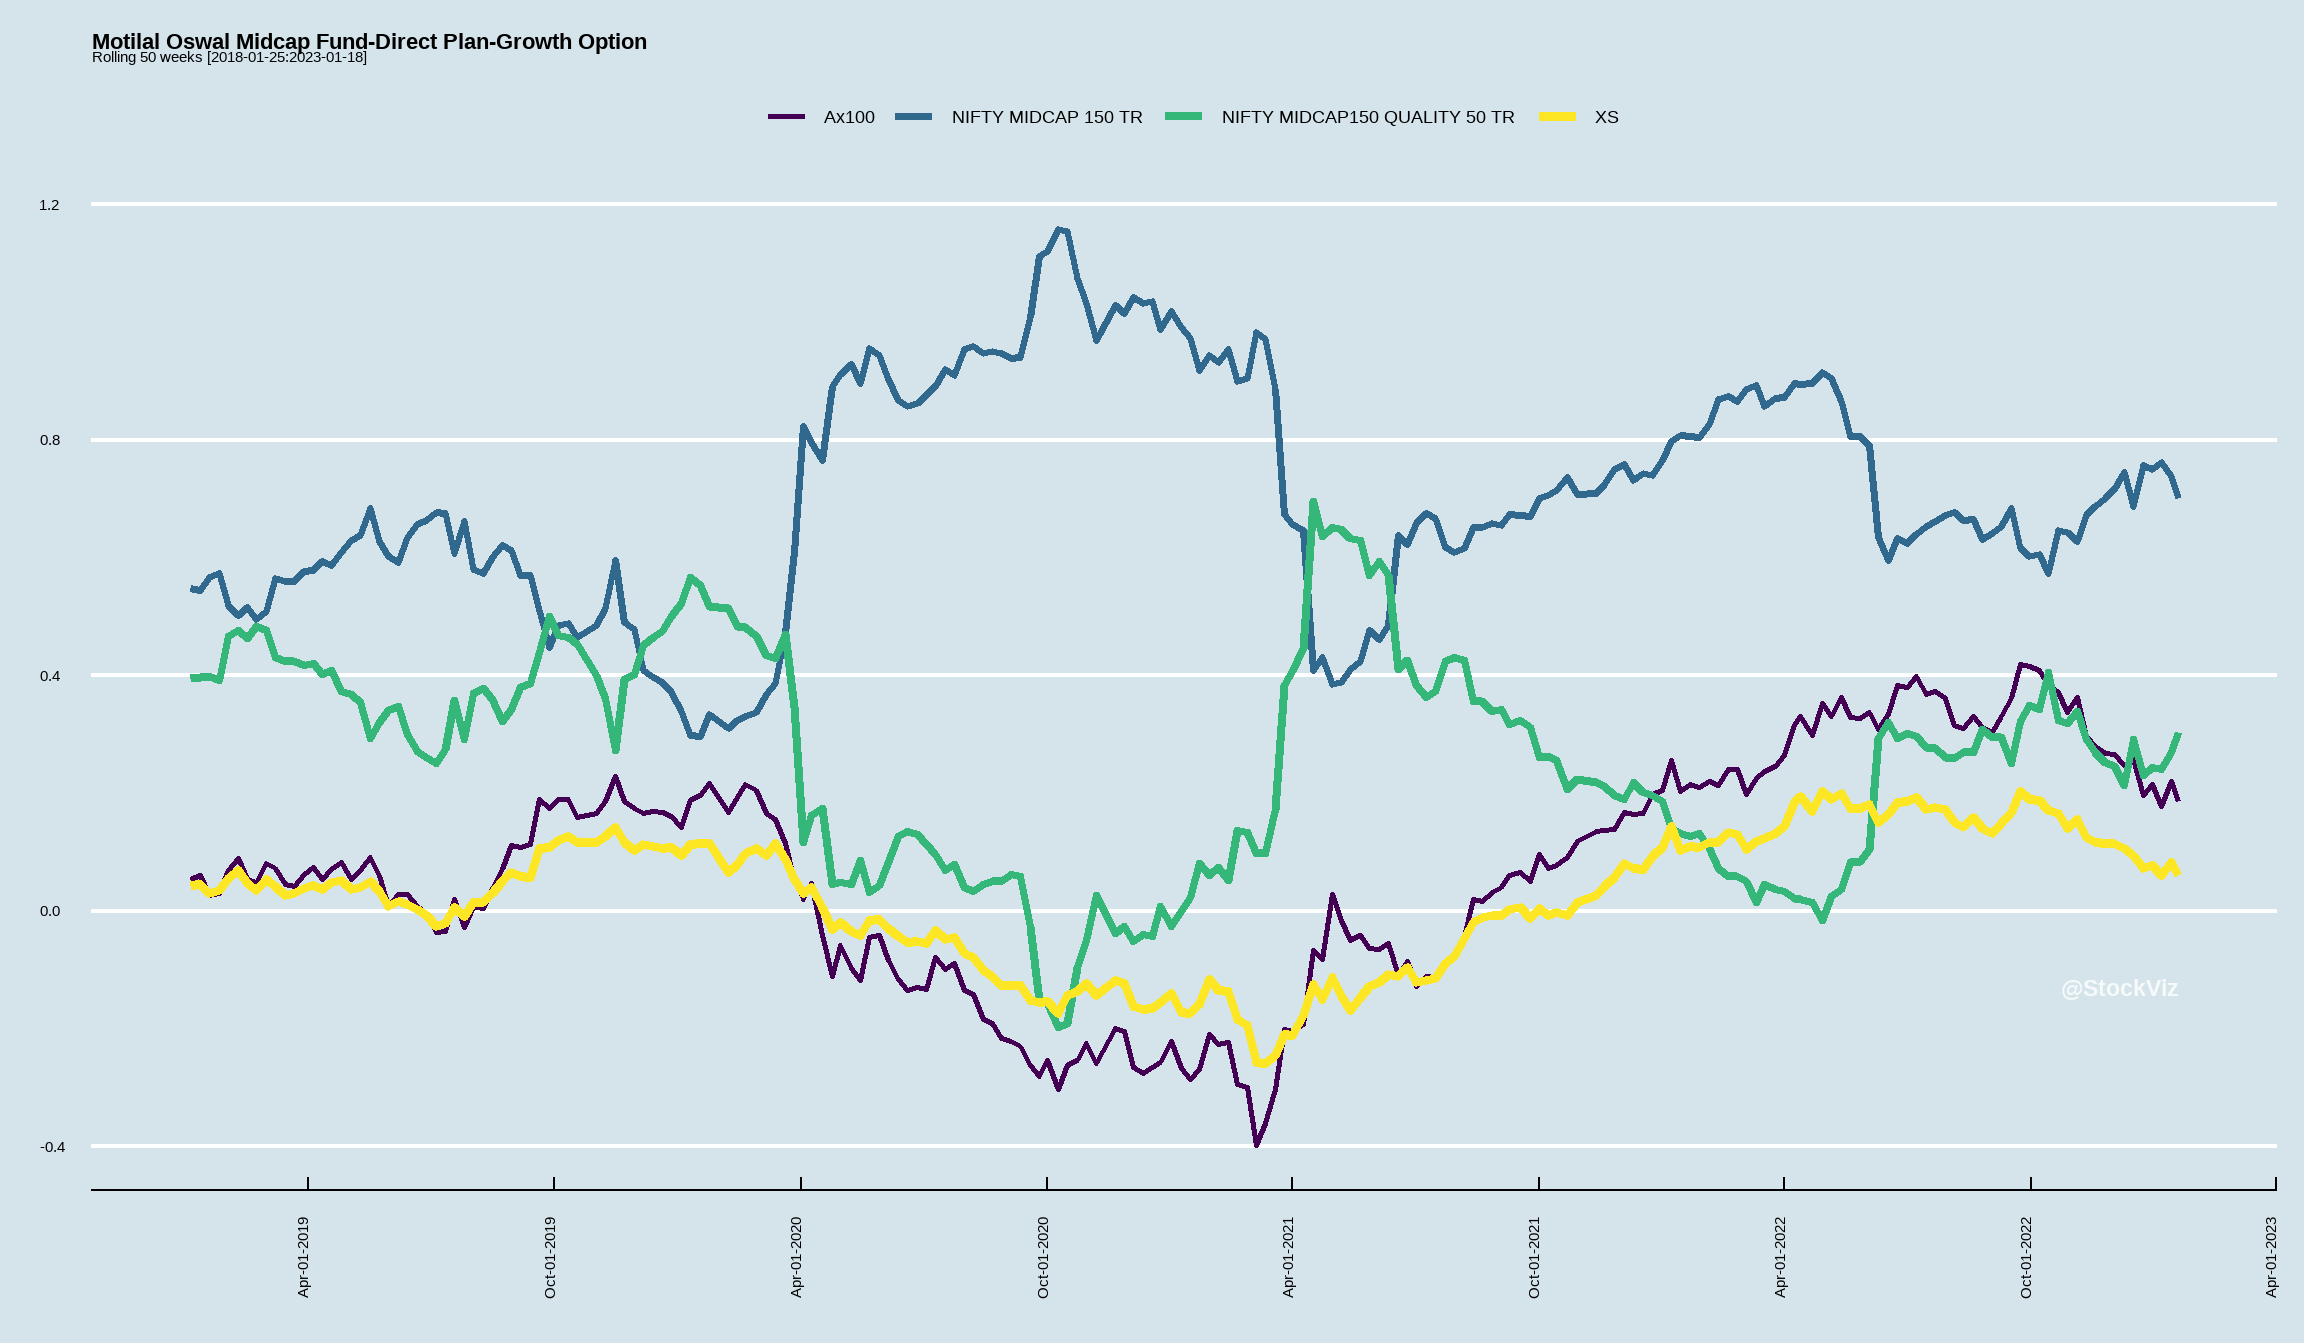 Motilal Oswal Midcap Fund-Direct Plan-Growth Option
Rolling 50 weeks [2018-01-25:2023-01-18]
Ax100 NIFTY MIDCAP 150 TR NIFTY MIDCAP150 QUALITY 50 TR XS
1.2
0.8
0.4
0.0
-0.4
@StockViz
Apr-01-2019
Oct-01-2019
Apr-01-2020
Oct-01-2020
Apr-01-2021
Oct-01-2021
Apr-01-2022
Oct-01-2022
Apr-01-2023